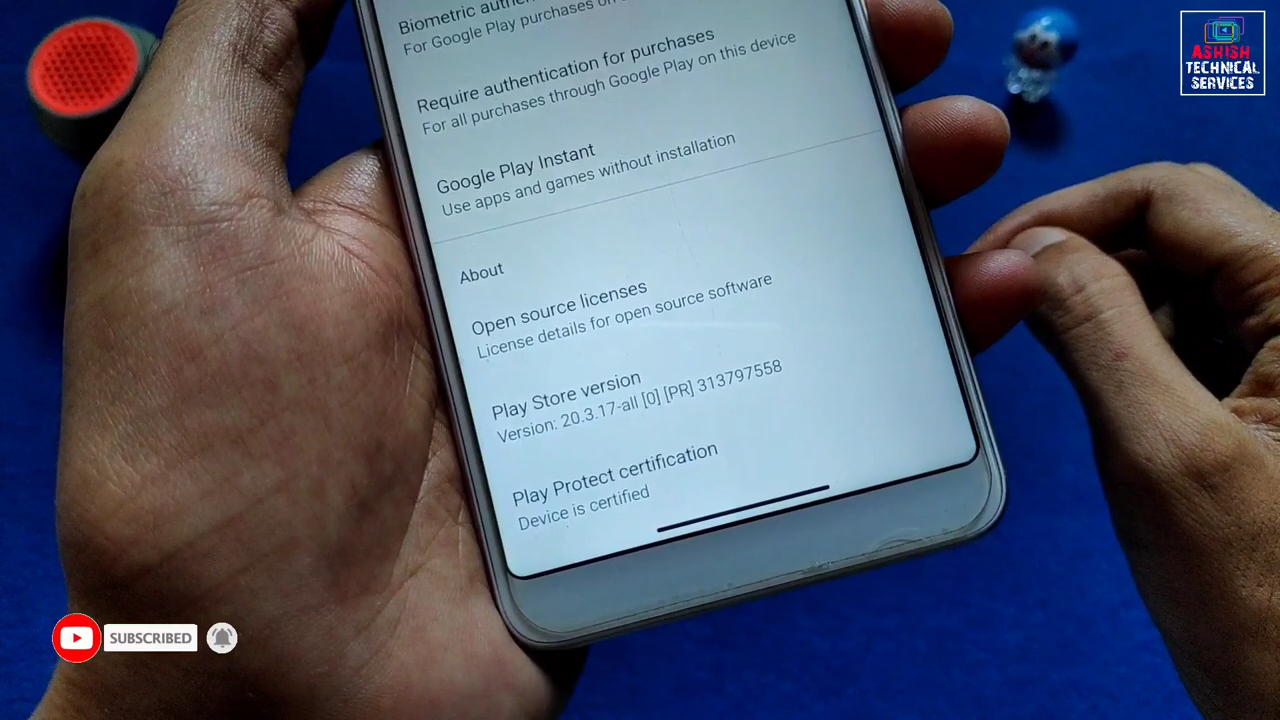 Biometric authen
For Google Play purchases on
Require authentication for purchases
For all purchases through Google Play on this device
Google Play Instant
Use apps and games without installation
About
Open source licenses
License details for open source software
Play Store version
Version: 20.3.17-all [0] [PR] 313797558
Play Protect certification
Device is certified
ASHISH
TECHNICAL
SERVICES
SUBSCRIBED